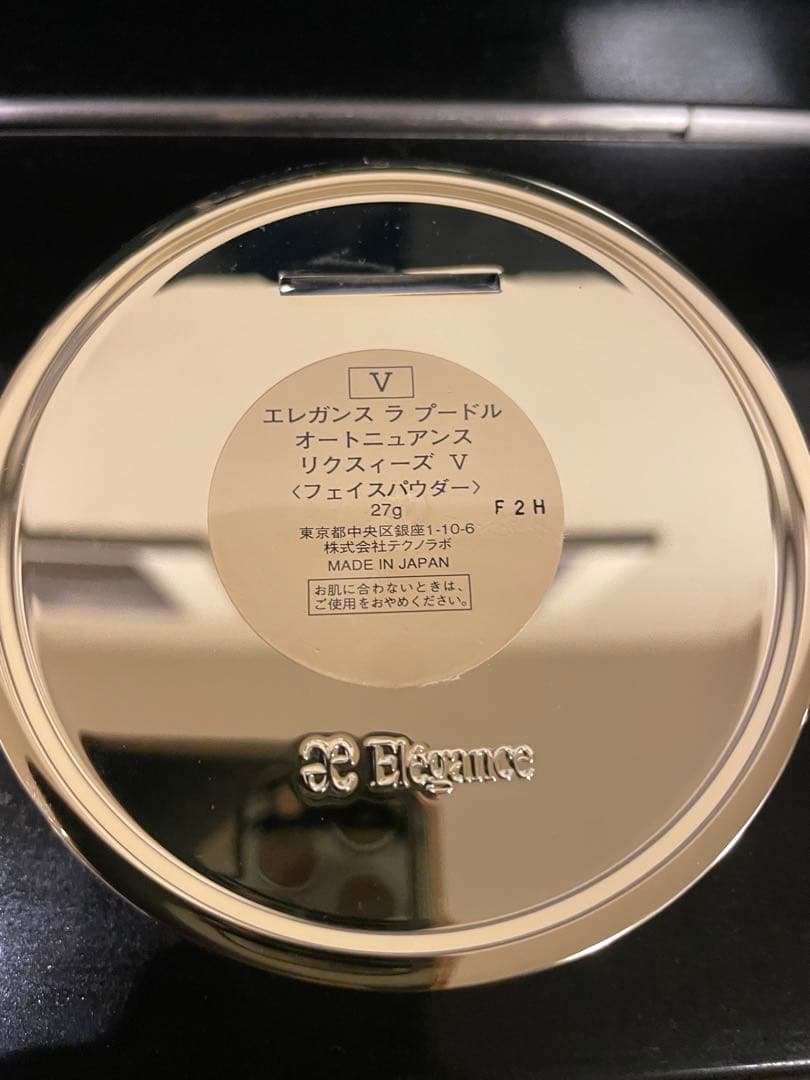 V
エレガンス ラ プードル
オートニュアンス
リクスィーズ V
〈フェイスパウダー〉
27g
F 2 H
東京都中央区銀座1-10-6
株式会社テクノラボ
MADE IN JAPAN
お肌に合わないときは、
ご使用をおやめください。
Elégance